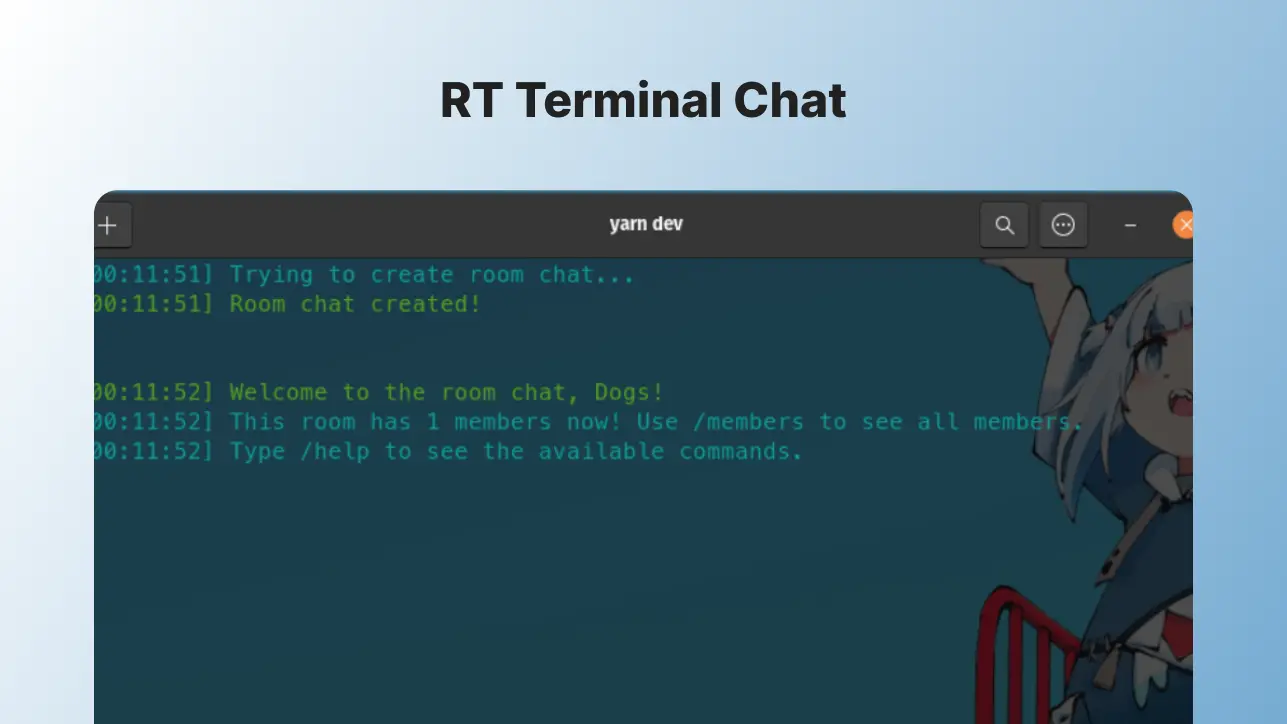 RT Terminal Chat
yarn dev
00:11:51] Trying to create room chat...
00:11:51] Room chat created!
00:11:52] Welcome to the room chat, Dogs!
00:11:52] This room has 1 members now! Use /members to see all members.
00:11:52] Type /help to see the available commands.